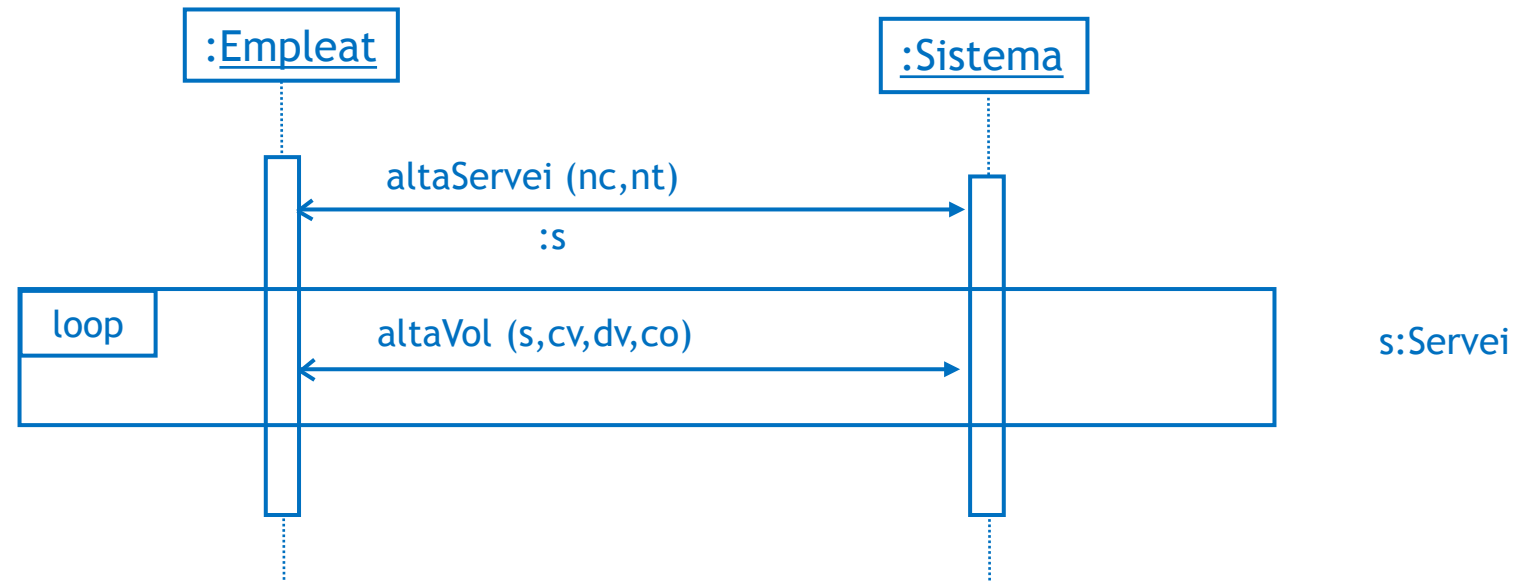 :Empleat
:Sistema
altaServei (nc,nt)
:s
loop
altaVol (s,cv,dv,co)
s:Servei